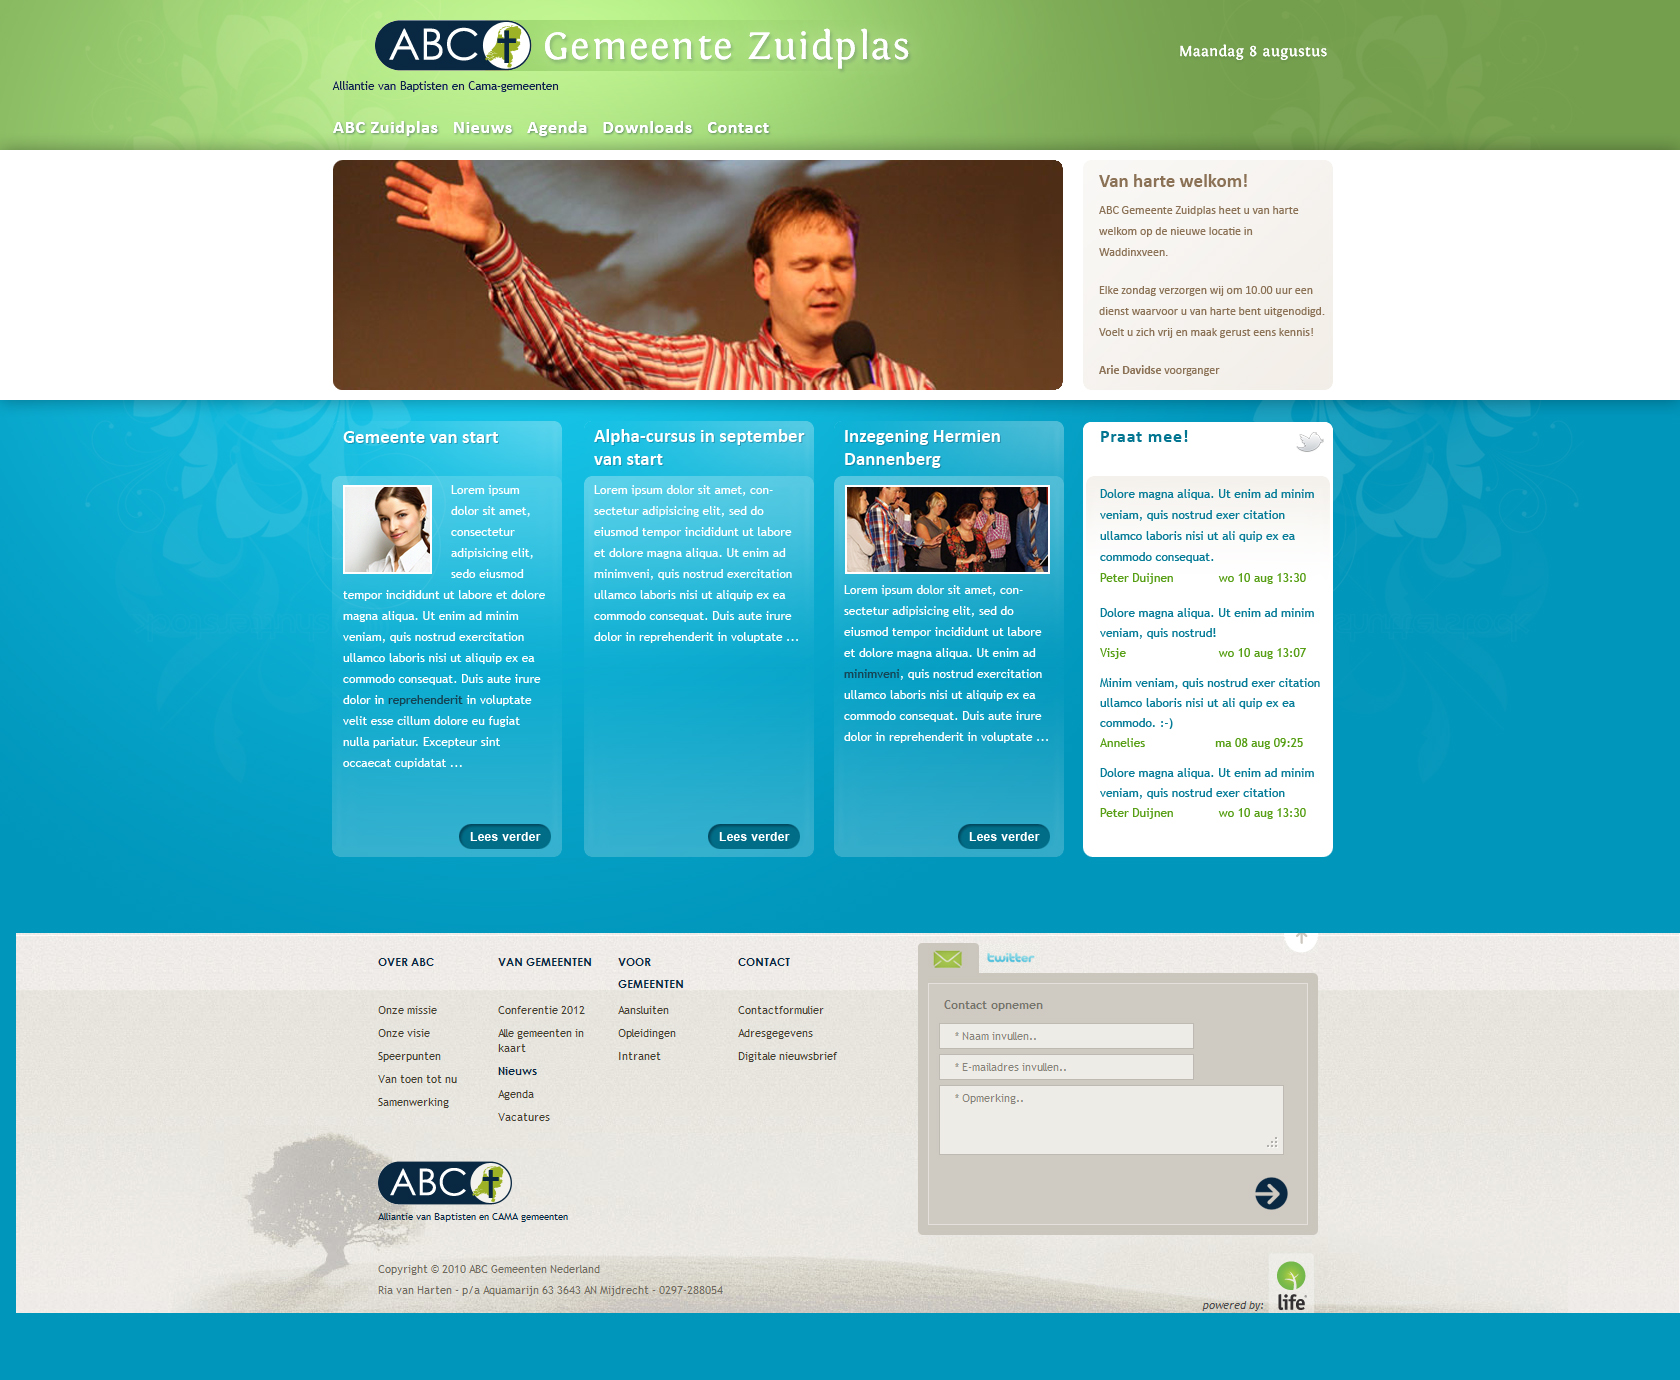 ABC Gemeente Zuidplas
Maandag 8 augustus
Alliantie van Baptisten en Cama-gemeenten
ABC Zuidplas Nieuws Agenda Downloads Contact
Van harte welkom!
ABC Gemeente Zuidplas heet u van harte
welkom op de nieuwe locatie in
Waddinxveen.
Elke zondag verzorgen wij om 10.00 uur een
dienst waarvoor u van harte bent uitgenodigd.
Voelt u zich vrij en maak gerust eens kennis!
Arie Davidse voorganger
Gemeente van start
Lorem ipsum
dolor sit amet,
consectetur
adipisicing elit,
sedo eiusmod
tempor incididunt ut labore et dolore
magna aliqua. Ut enim ad minim
veniam, quis nostrud exercitation
ullamco laboris nisi ut aliquip ex ea
commodo consequat. Duis aute irure
dolor in reprehenderit in voluptate
velit esse cillum dolore eu fugiat
nulla pariatur. Excepteur sint
occaecat cupidatat ...
Lees verder
Alpha-cursus in september
van start
Lorem ipsum dolor sit amet, con-
sectetur adipisicing elit, sed do
eiusmod tempor incididunt ut labore
et dolore magna aliqua. Ut enim ad
minimveni, quis nostrud exercitation
ullamco laboris nisi ut aliquip ex ea
commodo consequat. Duis aute irure
dolor in reprehenderit in voluptate ...
Lees verder
Inzegening Hermien
Dannenberg
Lorem ipsum dolor sit amet, con-
sectetur adipisicing elit, sed do
eiusmod tempor incididunt ut labore
et dolore magna aliqua. Ut enim ad
minimveni, quis nostrud exercitation
ullamco laboris nisi ut aliquip ex ea
commodo consequat. Duis aute irure
dolor in reprehenderit in voluptate ...
Lees verder
Praat mee!
Dolore magna aliqua. Ut enim ad minim
veniam, quis nostrud exer citation
ullamco laboris nisi ut ali quip ex ea
commodo consequat.
Peter Duijnen wo 10 aug 13:30
Dolore magna aliqua. Ut enim ad minim
veniam, quis nostrud!
Visje wo 10 aug 13:07
Minim veniam, quis nostrud exer citation
ullamco laboris nisi ut ali quip ex ea
commodo. :-)
Annelies ma 08 aug 09:25
Dolore magna aliqua. Ut enim ad minim
veniam, quis nostrud exer citation
Peter Duijnen wo 10 aug 13:30
OVER ABC
Onze missie
Onze visie
Speerpunten
Van toen tot nu
Samenwerking
VAN GEMEENTEN
Conferentie 2012
Alle gemeenten in
kaart
Nieuws
Agenda
Vacatures
VOOR
GEMEENTEN
Aansluiten
Opleidingen
Intranet
CONTACT
Contactformulier
Adresgegevens
Digitale nieuwsbrief
twitter
Contact opnemen
* Naam invullen..
* E-mailadres invullen..
* Opmerking..
ABC
Alliantie van Baptisten en CAMA gemeenten
Copyright © 2010 ABC Gemeenten Nederland
Ria van Harten - p/a Aquamarijn 63 3643 AN Mijdrecht - 0297-288054
powered by: life